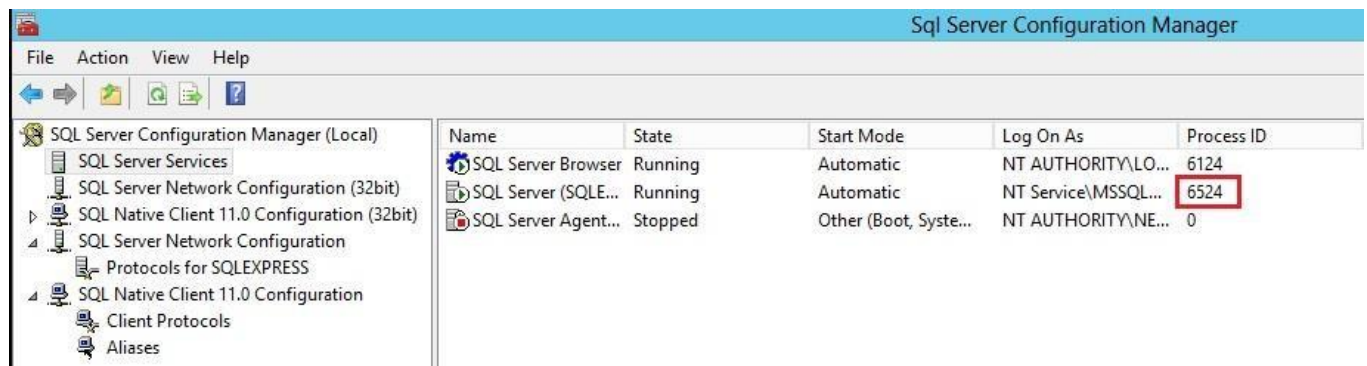 Sql Server Configuration Manager
File Action View Help
SQL Server Configuration Manager (Local)
SQL Server Services
SQL Server Network Configuration (32bit)
SQL Native Client 11.0 Configuration (32bit)
SQL Server Network Configuration
Protocols for SQLEXPRESS
SQL Native Client 11.0 Configuration
Client Protocols
Aliases
Name State Start Mode Log On As Process ID
SQL Server Browser Running Automatic NT AUTHORITY\LO... 6124
SQL Server (SQLE... Running Automatic NT Service\MSSQL... 6524
SQL Server Agent... Stopped Other (Boot, Syste... NT AUTHORITY\NE... 0